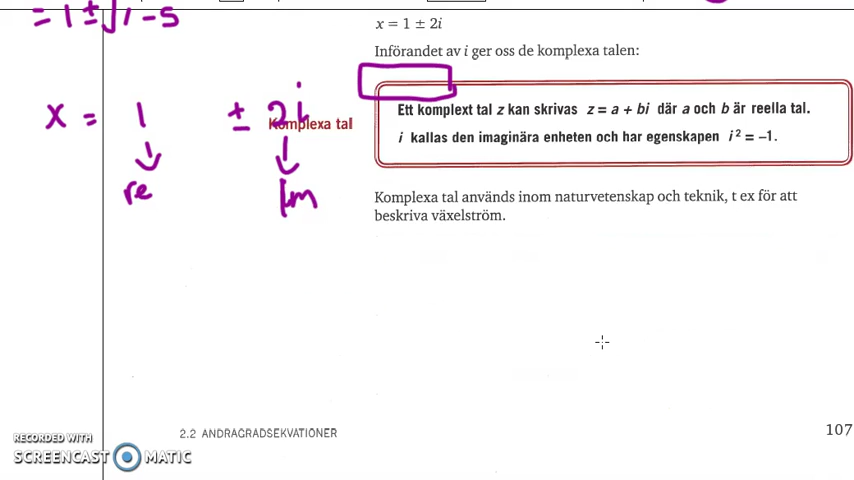 = 1 ± √1 - 5
x = 1 ± 2i
Införandet av i ger oss de komplexa talen:
x = 1 ± 2i
Komplexa tal
re Im
Ett komplext tal z kan skrivas z = a + bi där a och b är reella tal.
i kallas den imaginära enheten och har egenskapen i² = –1.
Komplexa tal används inom naturvetenskap och teknik, t ex för att
beskriva växelström.
2.2 ANDRAGRADSEKVATIONER 107
RECORDED WITH
SCREENCAST MATIC